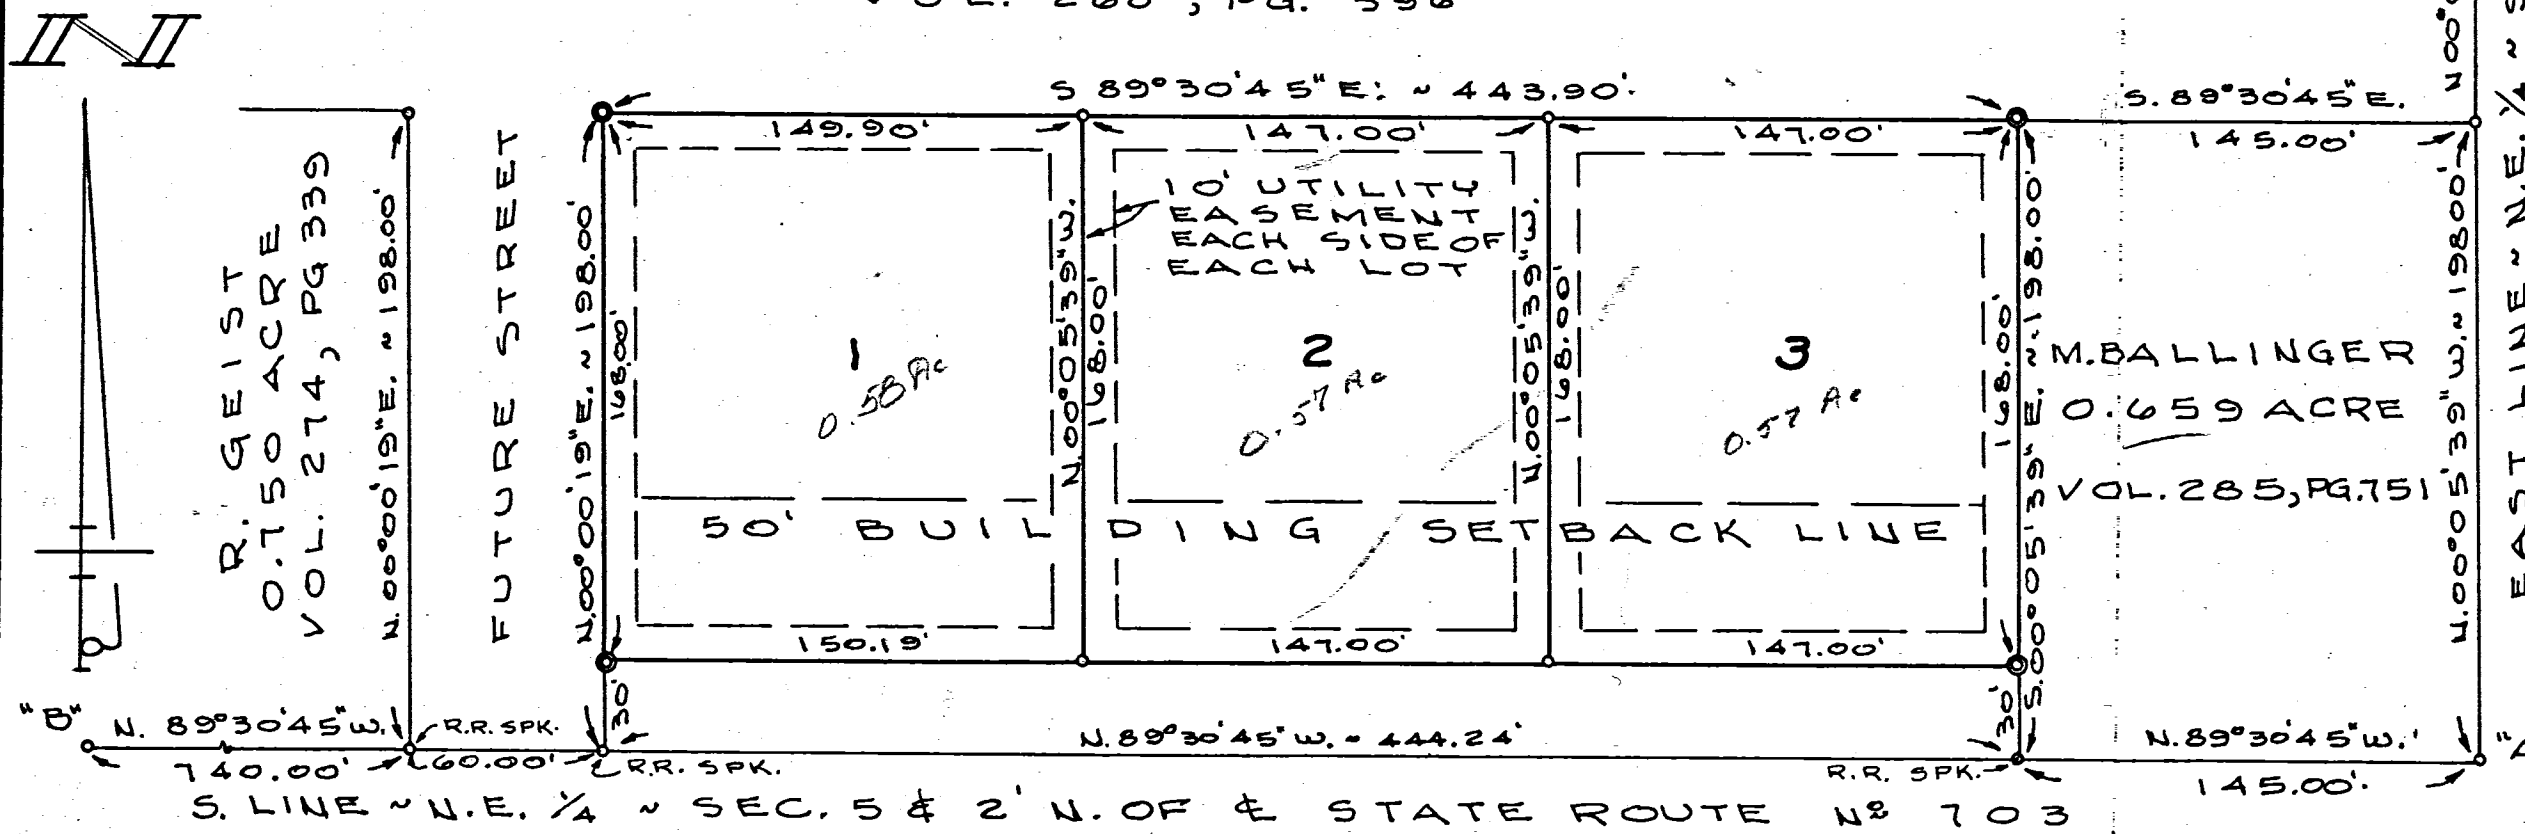 VOL. 260, PG. 596
N
S 89°30'45"E. ~ 443.90'
149.90'
147.00'
147.00'
S. 89°30'45"E.
145.00'
R. GEIST
0.750 ACRE
VOL. 274, PG 339
N.00°00'19"E. ~ 198.00'
FUTURE STREET
N.00°00'19"E. ~ 198.00'
168.00'
10' UTILITY
EASEMENT
EACH SIDE OF
EACH LOT
N.00°05'39"W.
168.00'
N.00°05'39"W.
168.00'
168.00'
S.00°05'39"E. ~ 198.00'
1
0.58 Ac
2
0.57 Ac
3
0.57 Ac
M. BALLINGER
0.659 ACRE
VOL. 285, PG. 751
N.00°05'39"W. ~ 198.00'
N 00°
EAST LINE ~ N.E. 1/4 ~ S
50' BUILDING SETBACK LINE
150.19'
147.00'
147.00'
30'
30'
"B" N. 89°30'45"W.
R.R. SPK.
N. 89°30'45"W. ~ 444.24'
N. 89°30'45"W.
"A
740.00'
60.00'
R.R. SPK.
R.R. SPK.
145.00'
S. LINE ~ N.E. 1/4 ~ SEC. 5 & 2' N. OF ℄ STATE ROUTE Nº 703